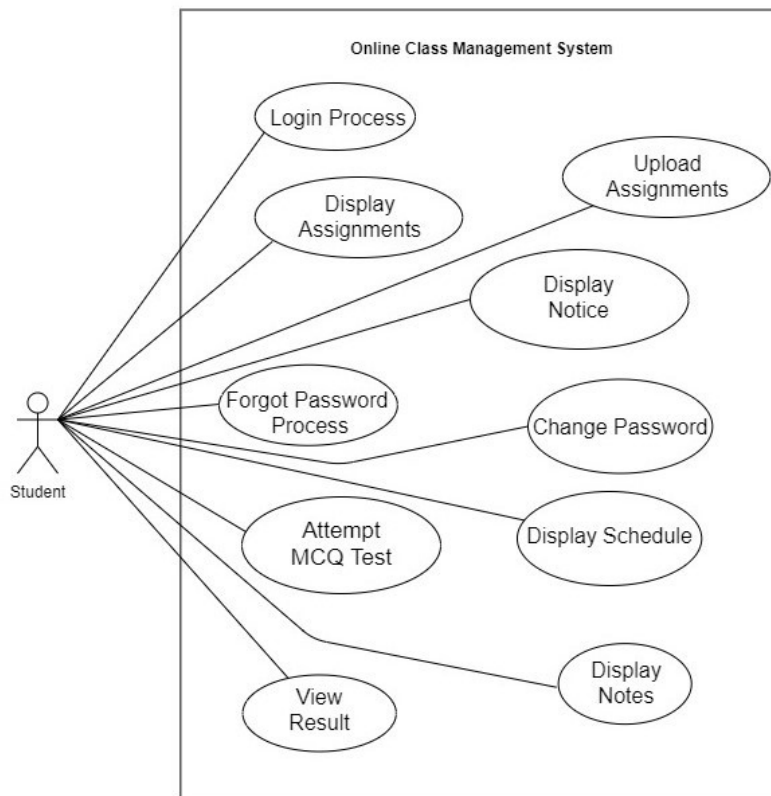 Online Class Management System
Login Process
Upload
Assignments
Display
Assignments
Display
Notice
Forgot Password
Process
Change Password
Student
Attempt
MCQ Test
Display Schedule
Display
Notes
View
Result